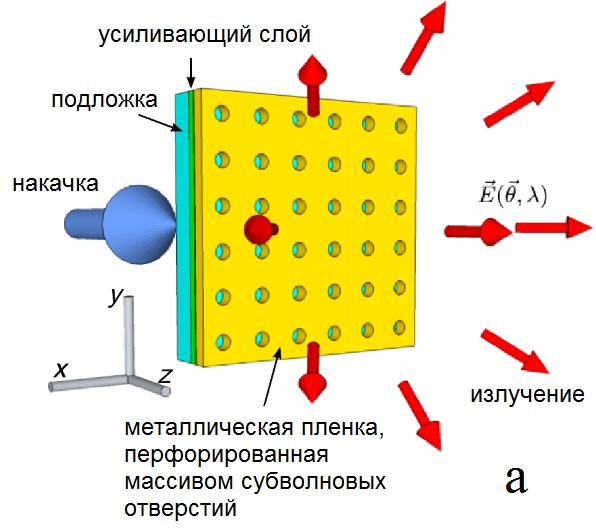 усиливающий слой
подложка
накачка
E⃗(θ⃗, λ)
y
x
z
излучение
металлическая пленка,
перфорированная
массивом субволновых
отверстий
a